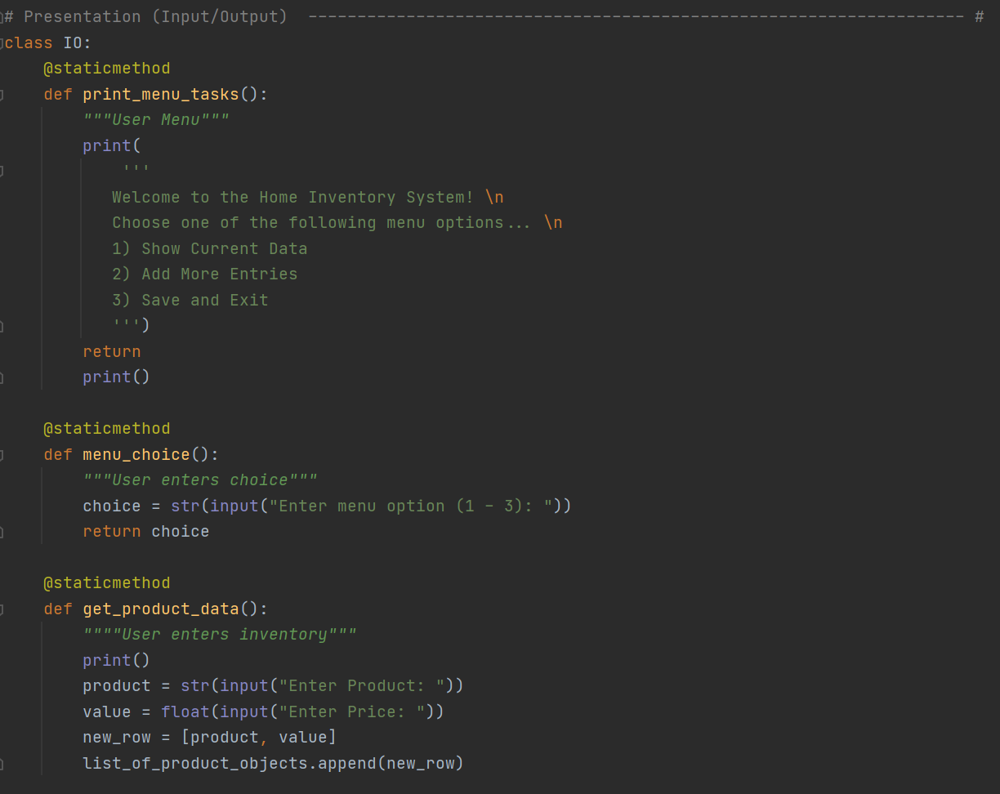 # Presentation (Input/Output)  ------------------------------------------------------------------- #
class IO:
    @staticmethod
    def print_menu_tasks():
        """User Menu"""
        print(
            '''
           Welcome to the Home Inventory System! \n
           Choose one of the following menu options... \n
           1) Show Current Data
           2) Add More Entries
           3) Save and Exit
           ''')
        return
        print()

    @staticmethod
    def menu_choice():
        """User enters choice"""
        choice = str(input("Enter menu option (1 - 3): "))
        return choice

    @staticmethod
    def get_product_data():
        """"User enters inventory"""
        print()
        product = str(input("Enter Product: "))
        value = float(input("Enter Price: "))
        new_row = [product, value]
        list_of_product_objects.append(new_row)